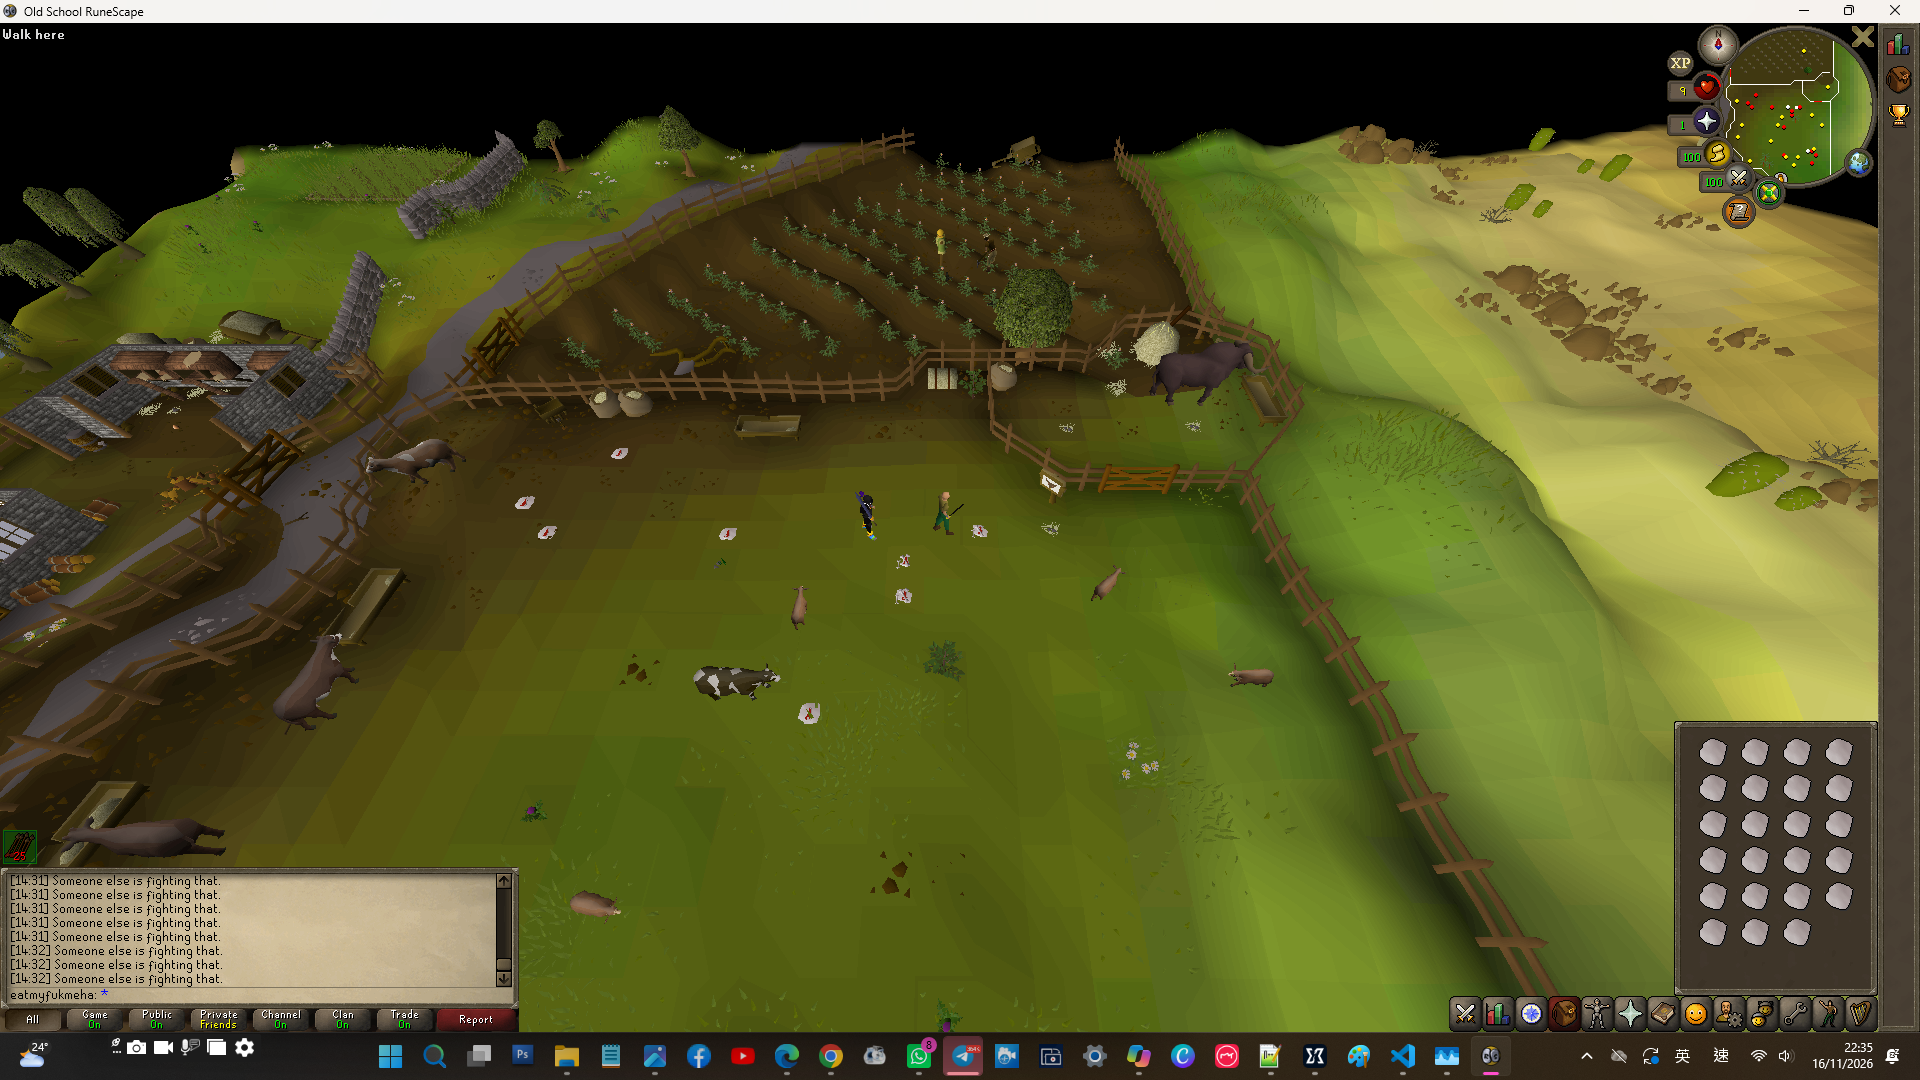 Old School RuneScape
Walk here
N
XP
9
1
100
100
25
[14:31] Someone else is fighting that.
[14:31] Someone else is fighting that.
[14:31] Someone else is fighting that.
[14:31] Someone else is fighting that.
[14:31] Someone else is fighting that.
[14:32] Someone else is fighting that.
[14:32] Someone else is fighting that.
[14:32] Someone else is fighting that.
eatmyfukmeha: *
All
Game On
Public On
Private Friends
Channel On
Clan On
Trade On
Report
24°
Ps
8
英
速
22:35
16/11/2026